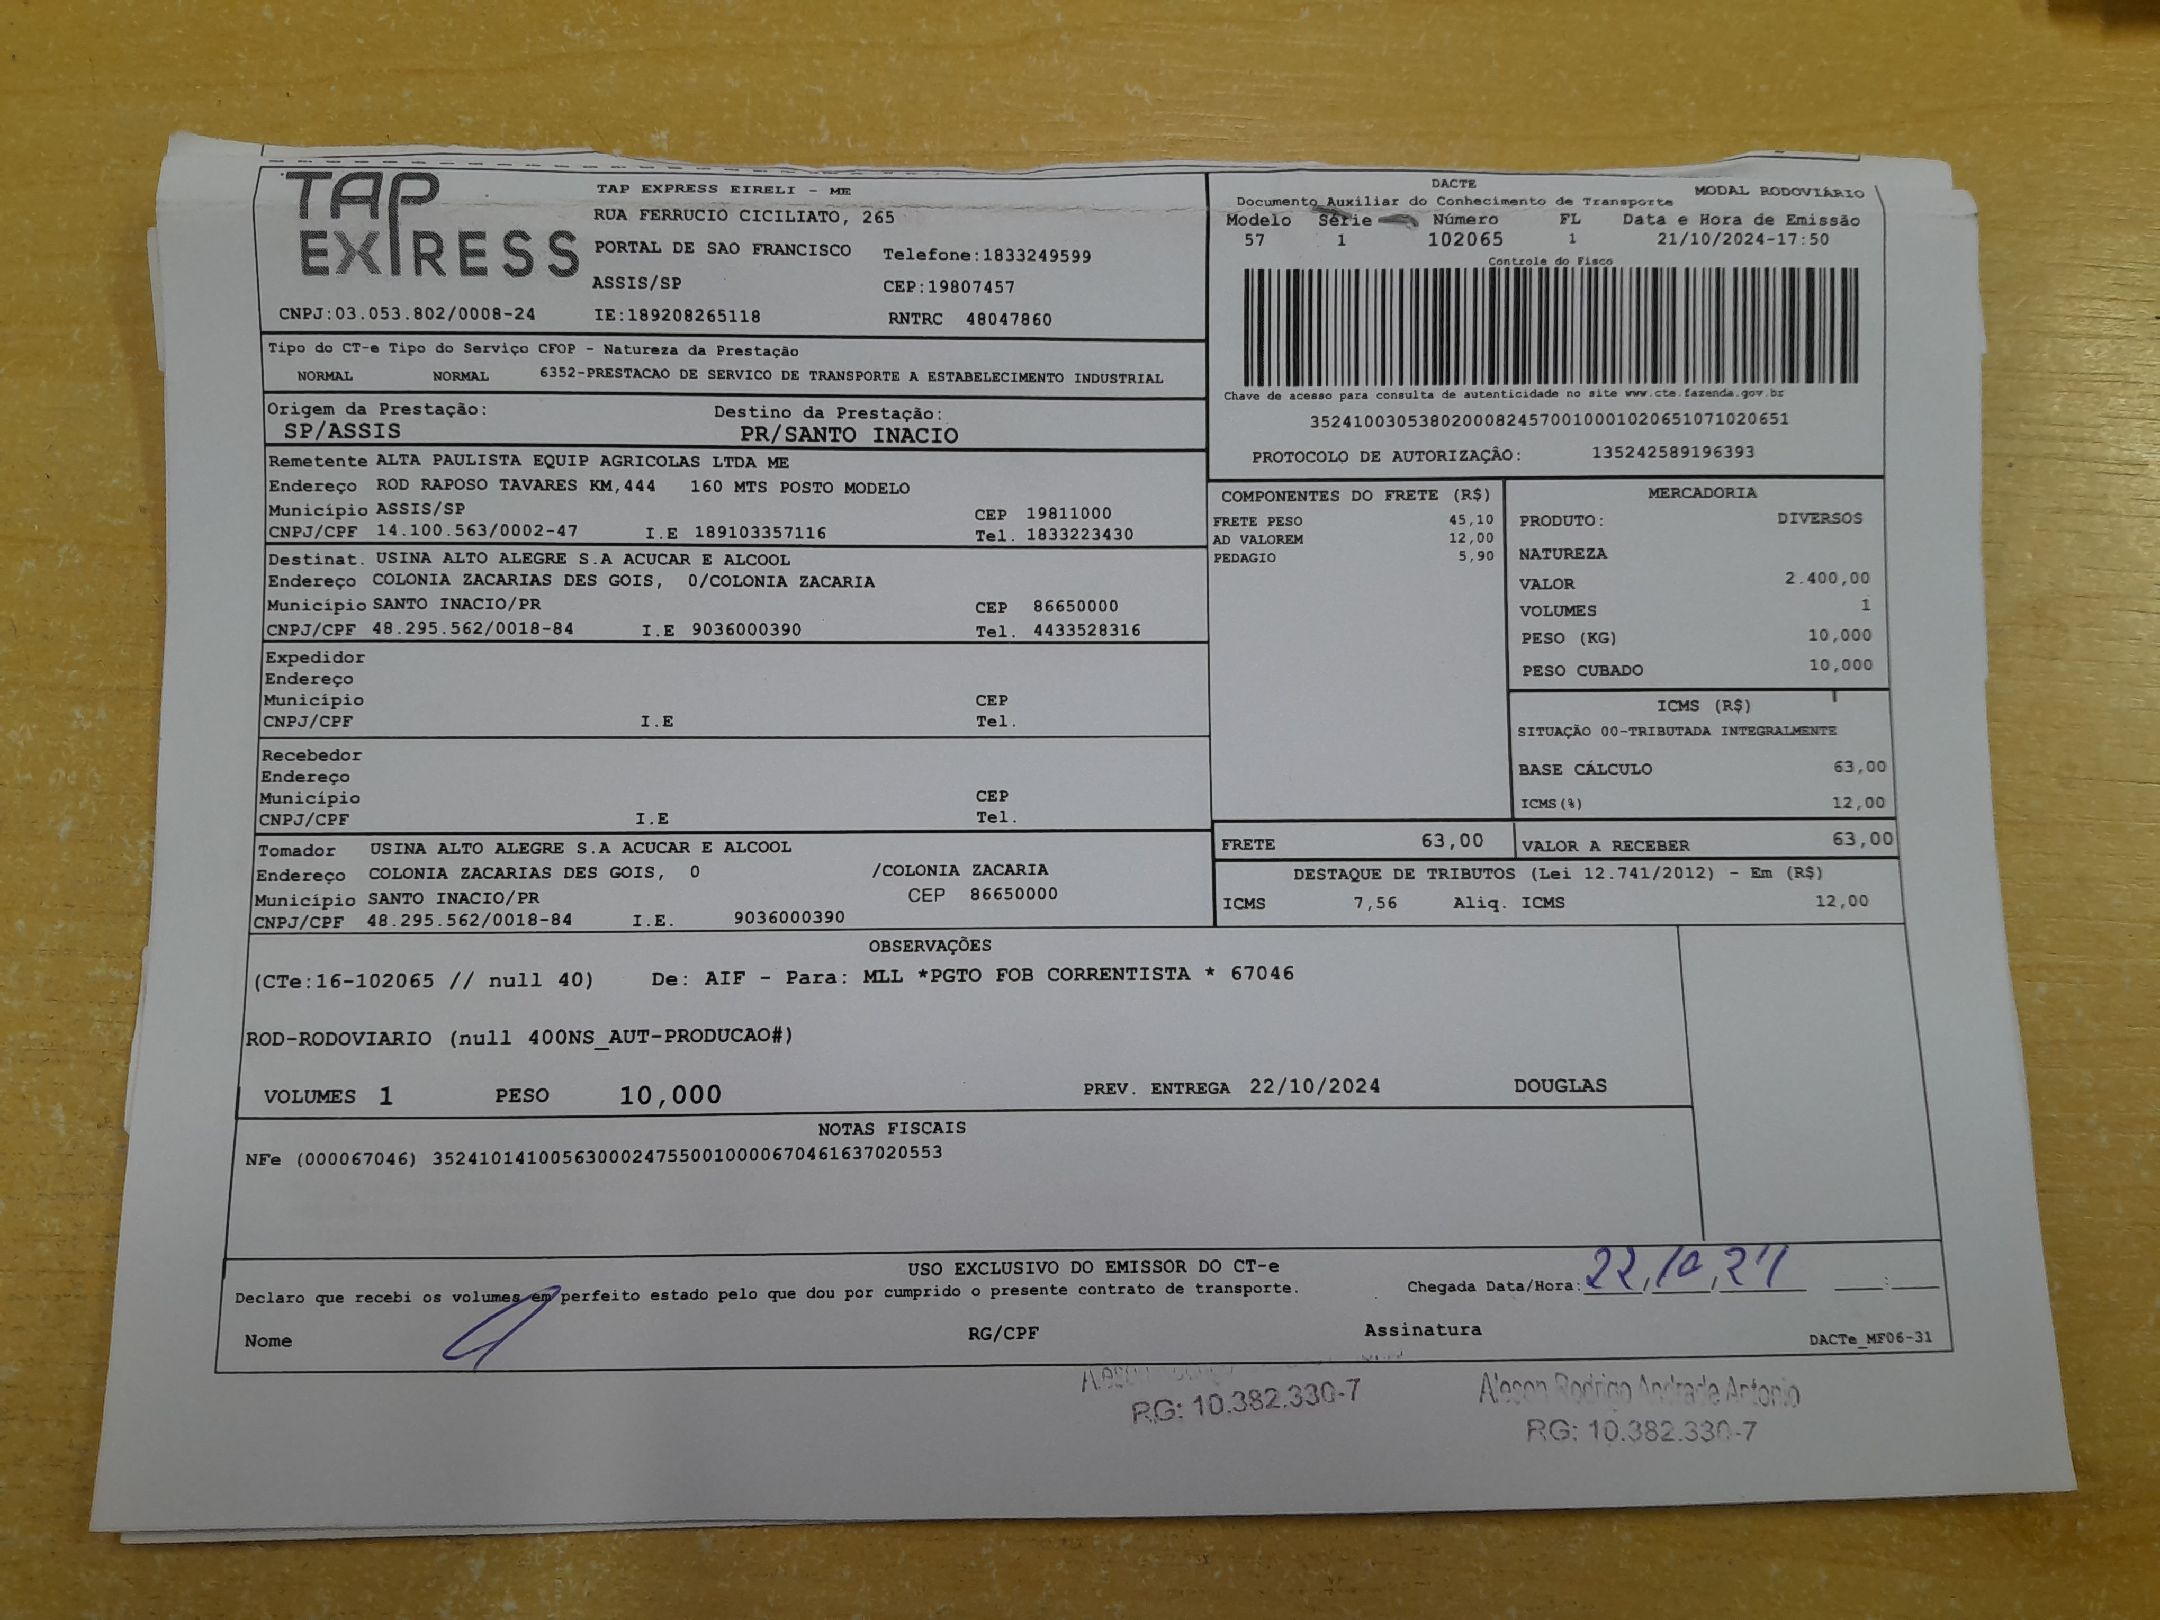 TAP EXPRESS
TAP EXPRESS EIRELI - ME
RUA FERRUCIO CICILIATO, 265
PORTAL DE SAO FRANCISCO Telefone:1833249599
ASSIS/SP CEP:19807457
CNPJ:03.053.802/0008-24 IE:189208265118 RNTRC 48047860
DACTE MODAL RODOVIÁRIO
Documento Auxiliar do Conhecimento de Transporte
Modelo Série Número FL Data e Hora de Emissão
57 1 102065 1 21/10/2024-17:50
Controle do Fisco
Chave de acesso para consulta de autenticidade no site www.cte.fazenda.gov.br
35241003053802000824570010001020651071020651
PROTOCOLO DE AUTORIZAÇÃO: 135242589196393
Tipo do CT-e Tipo do Serviço CFOP - Natureza da Prestação
NORMAL NORMAL 6352-PRESTACAO DE SERVICO DE TRANSPORTE A ESTABELECIMENTO INDUSTRIAL
Origem da Prestação: Destino da Prestação:
SP/ASSIS PR/SANTO INACIO
Remetente ALTA PAULISTA EQUIP AGRICOLAS LTDA ME
Endereço ROD RAPOSO TAVARES KM,444 160 MTS POSTO MODELO
Município ASSIS/SP CEP 19811000
CNPJ/CPF 14.100.563/0002-47 I.E 189103357116 Tel. 1833223430
Destinat. USINA ALTO ALEGRE S.A ACUCAR E ALCOOL
Endereço COLONIA ZACARIAS DES GOIS, 0/COLONIA ZACARIA
Município SANTO INACIO/PR CEP 86650000
CNPJ/CPF 48.295.562/0018-84 I.E 9036000390 Tel. 4433528316
Expedidor
Endereço
Município CEP
CNPJ/CPF I.E Tel.
Recebedor
Endereço
Município CEP
CNPJ/CPF I.E Tel.
Tomador USINA ALTO ALEGRE S.A ACUCAR E ALCOOL
Endereço COLONIA ZACARIAS DES GOIS, 0 /COLONIA ZACARIA
Município SANTO INACIO/PR CEP 86650000
CNPJ/CPF 48.295.562/0018-84 I.E. 9036000390
COMPONENTES DO FRETE (R$)
FRETE PESO 45,10
AD VALOREM 12,00
PEDAGIO 5,90
MERCADORIA
PRODUTO: DIVERSOS
NATUREZA
VALOR 2.400,00
VOLUMES 1
PESO (KG) 10,000
PESO CUBADO 10,000
ICMS (R$)
SITUAÇÃO 00-TRIBUTADA INTEGRALMENTE
BASE CÁLCULO 63,00
ICMS(%) 12,00
FRETE 63,00 VALOR A RECEBER 63,00
DESTAQUE DE TRIBUTOS (Lei 12.741/2012) - Em (R$)
ICMS 7,56 Aliq. ICMS 12,00
OBSERVAÇÕES
(CTe:16-102065 // null 40) De: AIF - Para: MLL *PGTO FOB CORRENTISTA * 67046
ROD-RODOVIARIO (null 400NS_AUT-PRODUCAO#)
VOLUMES 1 PESO 10,000 PREV. ENTREGA 22/10/2024 DOUGLAS
NOTAS FISCAIS
NFe (000067046) 35241014100563000247550010000670461637020553
USO EXCLUSIVO DO EMISSOR DO CT-e
Declaro que recebi os volumes em perfeito estado pelo que dou por cumprido o presente contrato de transporte. Chegada Data/Hora: 22,10,24
Nome RG/CPF Assinatura DACTe_MF06-31
RG: 10.382.330-7
Aleson Rodrigo Andrade Antonio
RG: 10.382.330-7